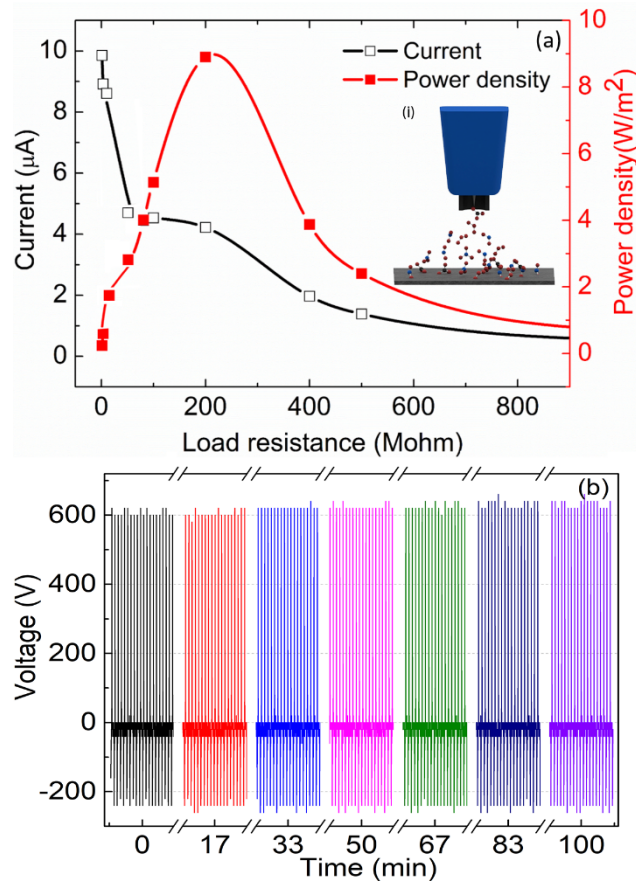 (a)
Current
Power density
(i)
10
8
6
4
2
0
Current (μA)
10
9
8
6
4
2
0
Power density(W/m²)
0 200 400 600 800
Load resistance (Mohm)
(b)
600
400
200
0
-200
Voltage (V)
0 17 33 50 67 83 100
Time (min)